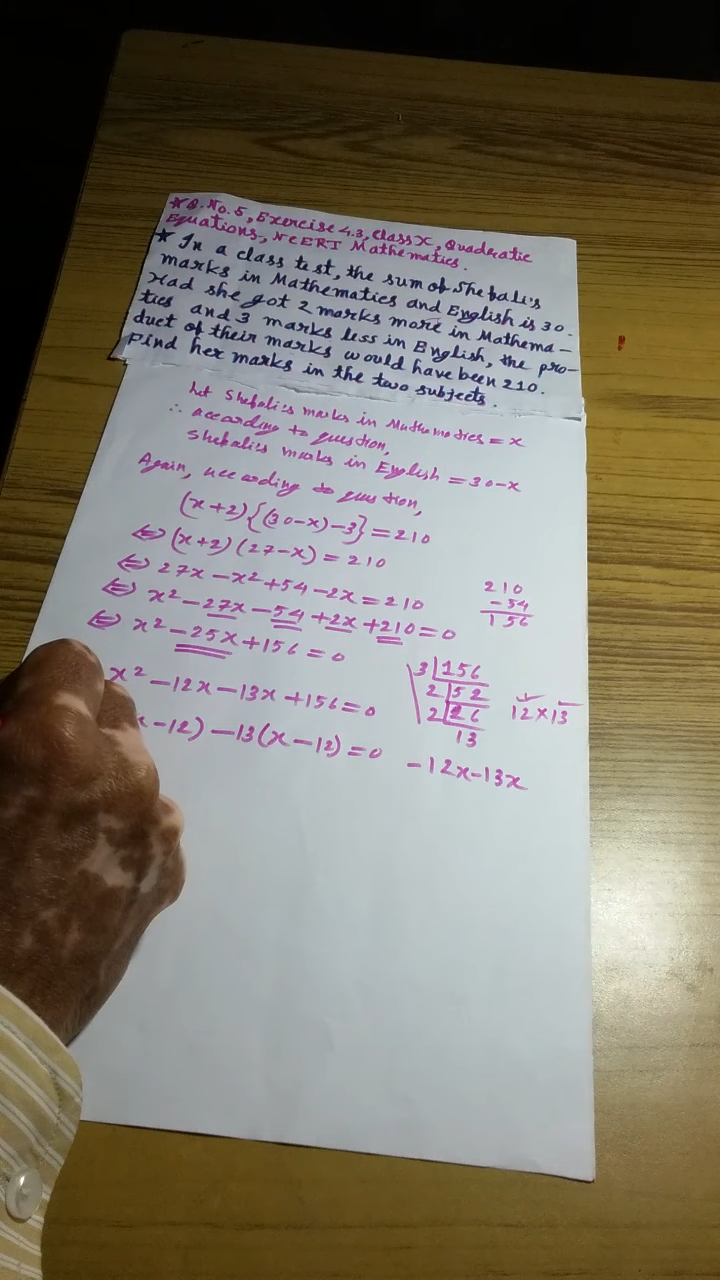 * Q. No. 5, Exercise 4.3, Class X, Quadratic
Equations, NCERT Mathematics.
* In a class test, the sum of Shefali's
marks in Mathematics and English is 30.
Had she got 2 marks more in Mathema-
tics and 3 marks less in English, the pro-
duct of their marks would have been 210.
Find her marks in the two subjects.
Let Shefali's marks in Mathematics = x
∴ according to question,
Shefali's marks in English = 30-x
Again, according to question,
(x+2){(30-x)-3} = 210
⇔ (x+2)(27-x) = 210
⇔ 27x - x² + 54 - 2x = 210
⇔ x² - 27x - 54 + 2x + 210 = 0
⇔ x² - 25x + 156 = 0
x² - 12x - 13x + 156 = 0
-12) - 13(x - 12) = 0
210
- 54
156
3 156
2 52
2 26
13
12 × 13
-12x-13x